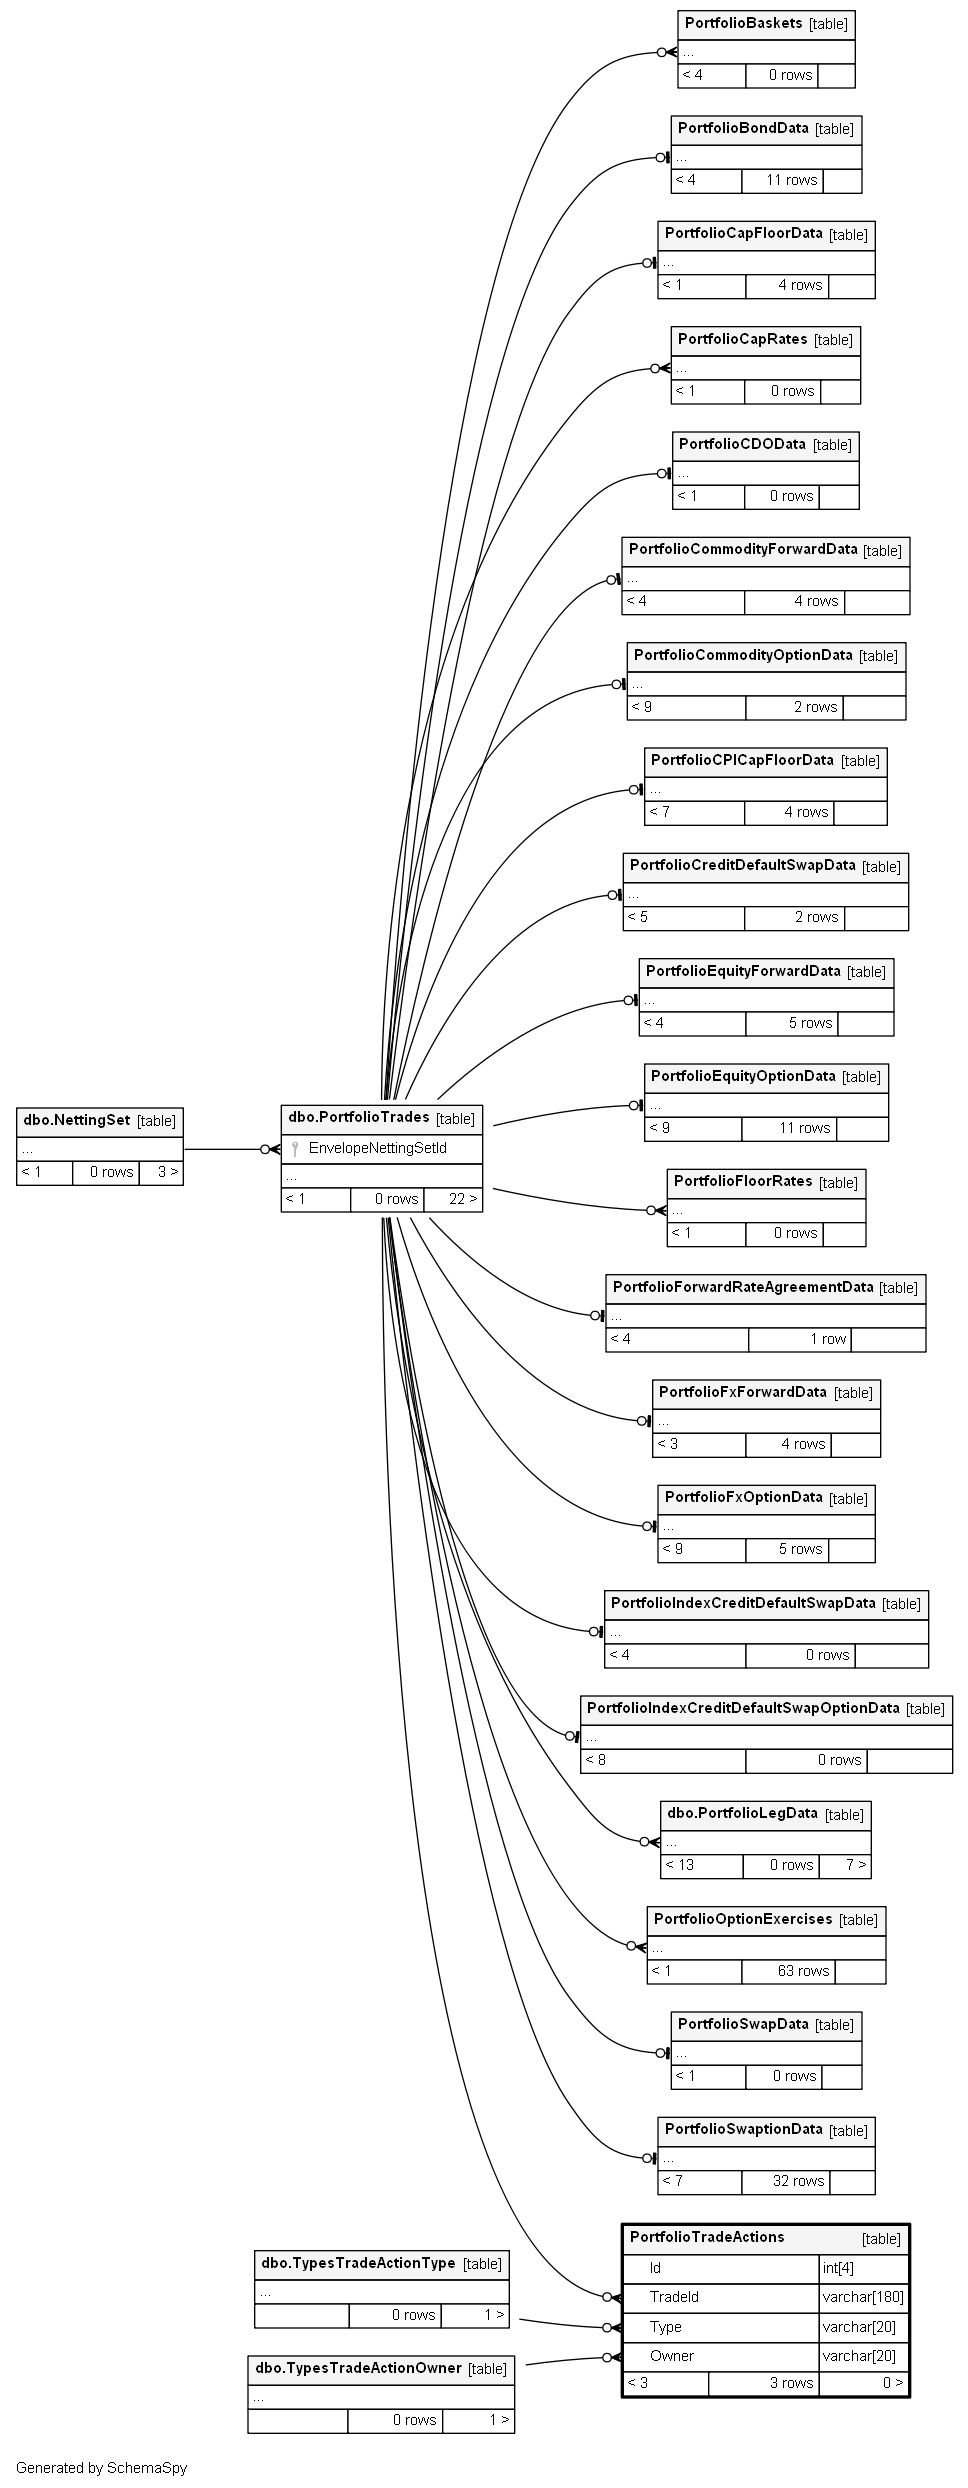 PortfolioBaskets [table]
...
< 4 0 rows
PortfolioBondData [table]
...
< 4 11 rows
PortfolioCapFloorData [table]
...
< 1 4 rows
PortfolioCapRates [table]
...
< 1 0 rows
PortfolioCDOData [table]
...
< 1 0 rows
PortfolioCommodityForwardData [table]
...
< 4 4 rows
PortfolioCommodityOptionData [table]
...
< 9 2 rows
PortfolioCPICapFloorData [table]
...
< 7 4 rows
PortfolioCreditDefaultSwapData [table]
...
< 5 2 rows
PortfolioEquityForwardData [table]
...
< 4 5 rows
PortfolioEquityOptionData [table]
...
< 9 11 rows
dbo.NettingSet [table]
...
< 1 0 rows 3 >
dbo.PortfolioTrades [table]
EnvelopeNettingSetId
...
< 1 0 rows 22 >
PortfolioFloorRates [table]
...
< 1 0 rows
PortfolioForwardRateAgreementData [table]
...
< 4 1 row
PortfolioFxForwardData [table]
...
< 3 4 rows
PortfolioFxOptionData [table]
...
< 9 5 rows
PortfolioIndexCreditDefaultSwapData [table]
...
< 4 0 rows
PortfolioIndexCreditDefaultSwapOptionData [table]
...
< 8 0 rows
dbo.PortfolioLegData [table]
...
< 13 0 rows 7 >
PortfolioOptionExercises [table]
...
< 1 63 rows
PortfolioSwapData [table]
...
< 1 0 rows
PortfolioSwaptionData [table]
...
< 7 32 rows
PortfolioTradeActions [table]
Id int[4]
TradeId varchar[180]
Type varchar[20]
Owner varchar[20]
< 3 3 rows 0 >
dbo.TypesTradeActionType [table]
...
0 rows 1 >
dbo.TypesTradeActionOwner [table]
...
0 rows 1 >
Generated by SchemaSpy